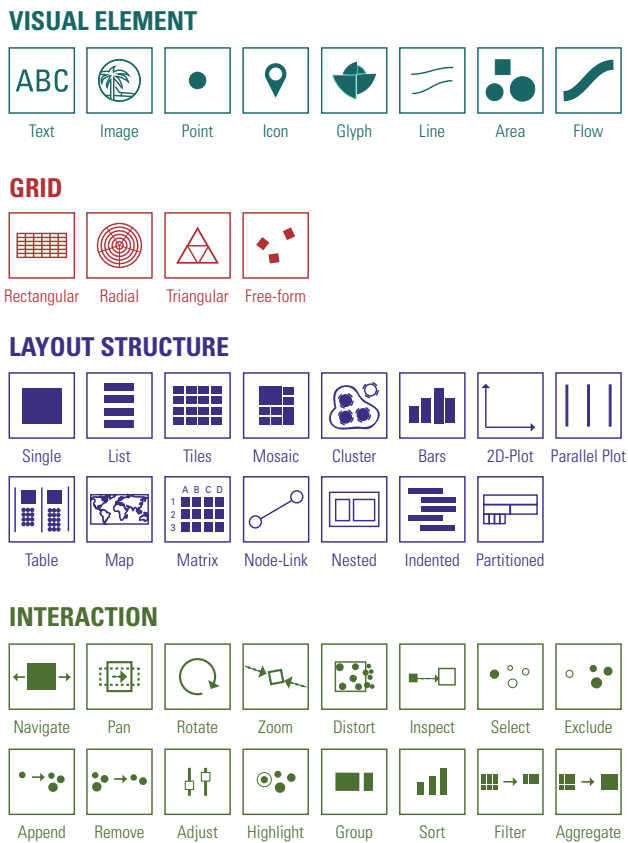 VISUAL ELEMENT
ABC
Text Image Point Icon Glyph Line Area Flow
GRID
Rectangular Radial Triangular Free-form
LAYOUT STRUCTURE
Single List Tiles Mosaic Cluster Bars 2D-Plot Parallel Plot
A B C D
1
2
3
Table Map Matrix Node-Link Nested Indented Partitioned
INTERACTION
Navigate Pan Rotate Zoom Distort Inspect Select Exclude
Append Remove Adjust Highlight Group Sort Filter Aggregate